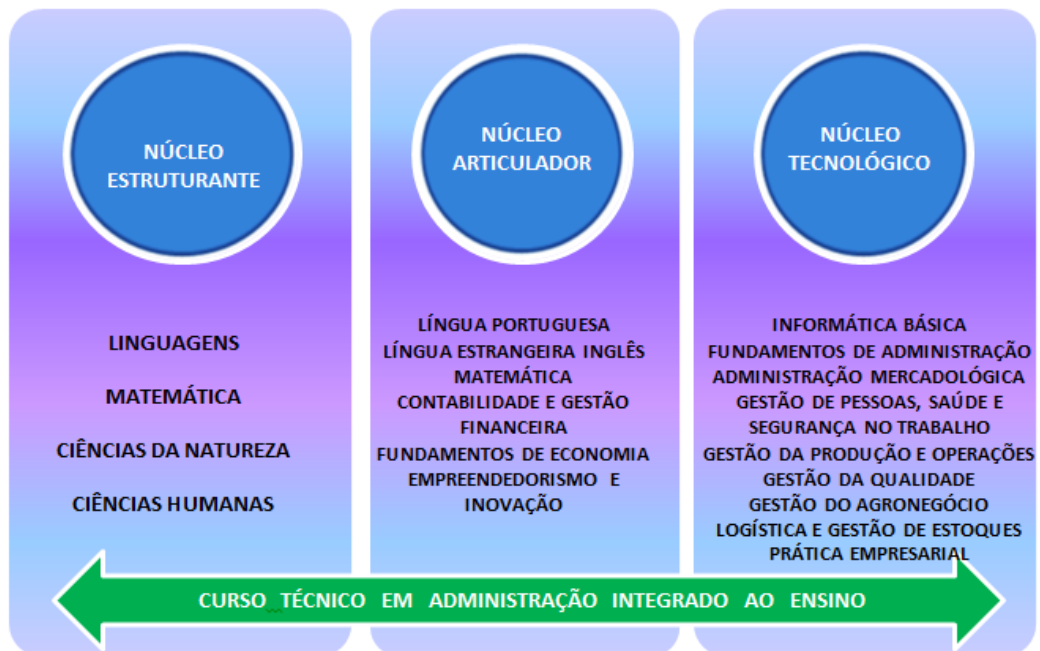 NÚCLEO
ESTRUTURANTE
LINGUAGENS
MATEMÁTICA
CIÊNCIAS DA NATUREZA
CIÊNCIAS HUMANAS
NÚCLEO
ARTICULADOR
LÍNGUA PORTUGUESA
LÍNGUA ESTRANGEIRA INGLÊS
MATEMÁTICA
CONTABILIDADE E GESTÃO
FINANCEIRA
FUNDAMENTOS DE ECONOMIA
EMPREENDEDORISMO E
INOVAÇÃO
NÚCLEO
TECNOLÓGICO
INFORMÁTICA BÁSICA
FUNDAMENTOS DE ADMINISTRAÇÃO
ADMINISTRAÇÃO MERCADOLÓGICA
GESTÃO DE PESSOAS, SAÚDE E
SEGURANÇA NO TRABALHO
GESTÃO DA PRODUÇÃO E OPERAÇÕES
GESTÃO DA QUALIDADE
GESTÃO DO AGRONEGÓCIO
LOGÍSTICA E GESTÃO DE ESTOQUES
PRÁTICA EMPRESARIAL
CURSO TÉCNICO EM ADMINISTRAÇÃO INTEGRADO AO ENSINO